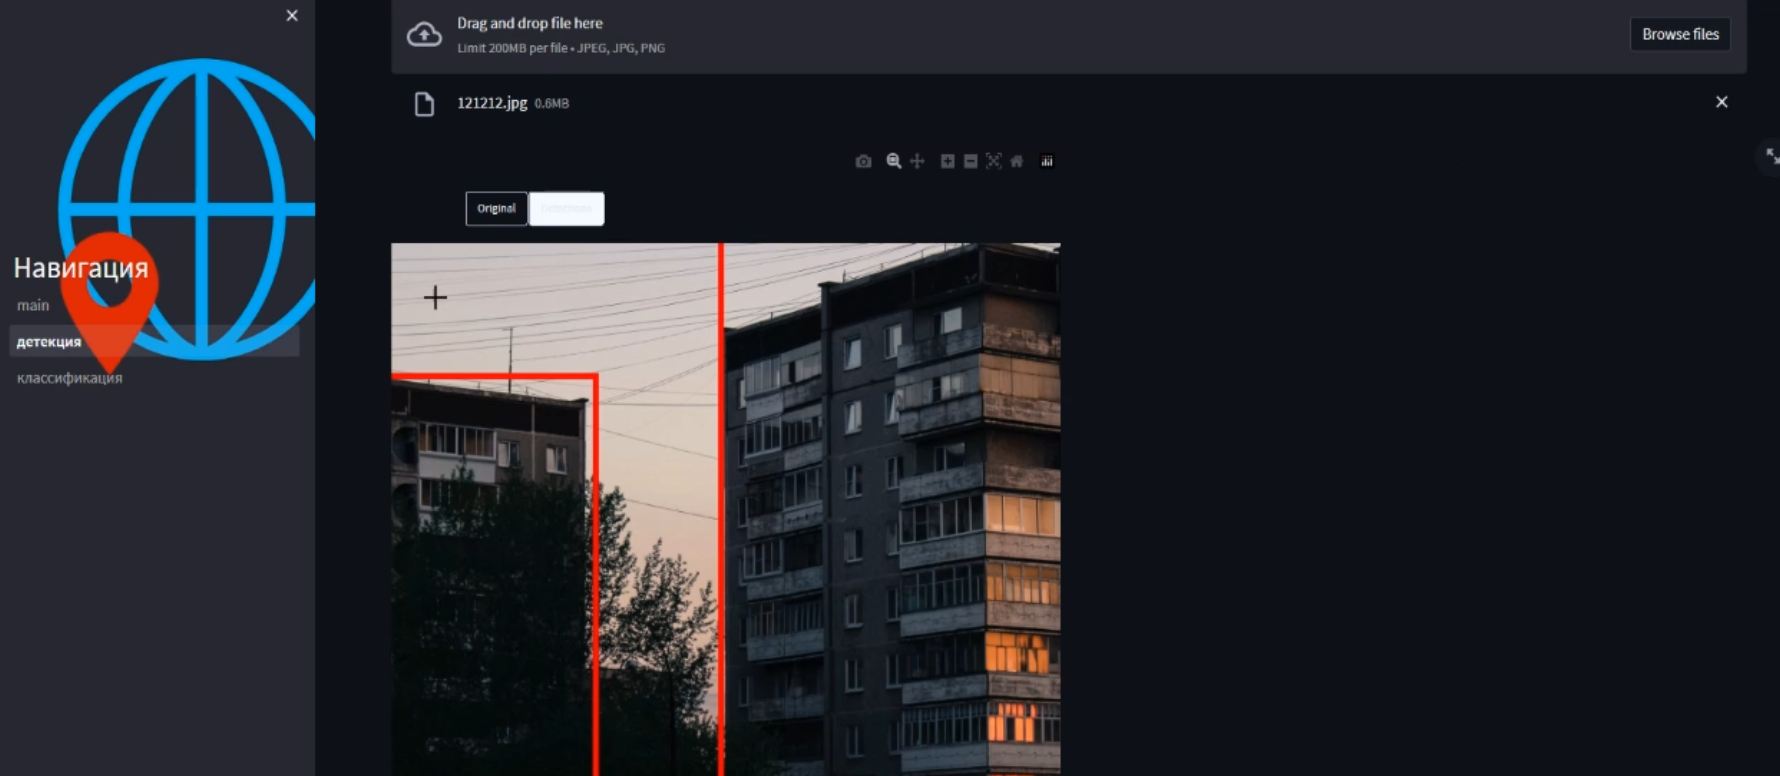 Drag and drop file here
Limit 200MB per file • JPEG, JPG, PNG
Browse files
121212.jpg 0.6MB
Original
Навигация
main
детекция
классификация